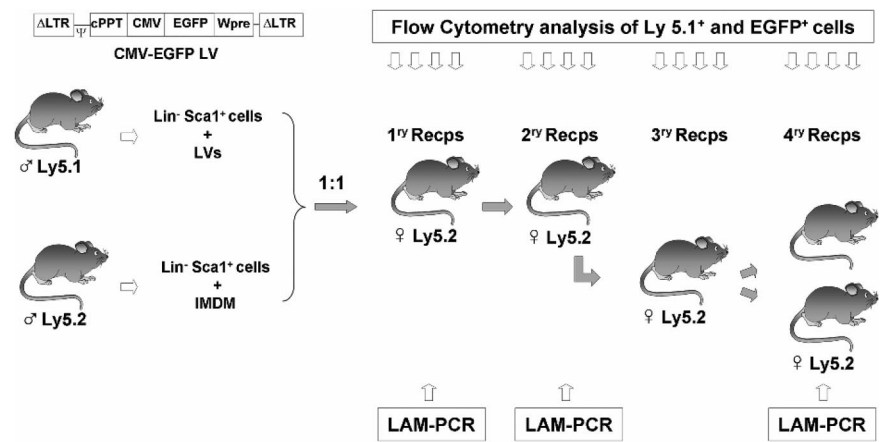 ΔLTR Ψ cPPT CMV EGFP Wpre ΔLTR
CMV-EGFP LV
Flow Cytometry analysis of Ly 5.1⁺ and EGFP⁺ cells
♂ Ly5.1
Lin⁻ Sca1⁺ cells
+
LVs
♂ Ly5.2
Lin⁻ Sca1⁺ cells
+
IMDM
1:1
1ʳʸ Recps
2ʳʸ Recps
3ʳʸ Recps
4ʳʸ Recps
♀ Ly5.2
♀ Ly5.2
♀ Ly5.2
♀ Ly5.2
LAM-PCR
LAM-PCR
LAM-PCR